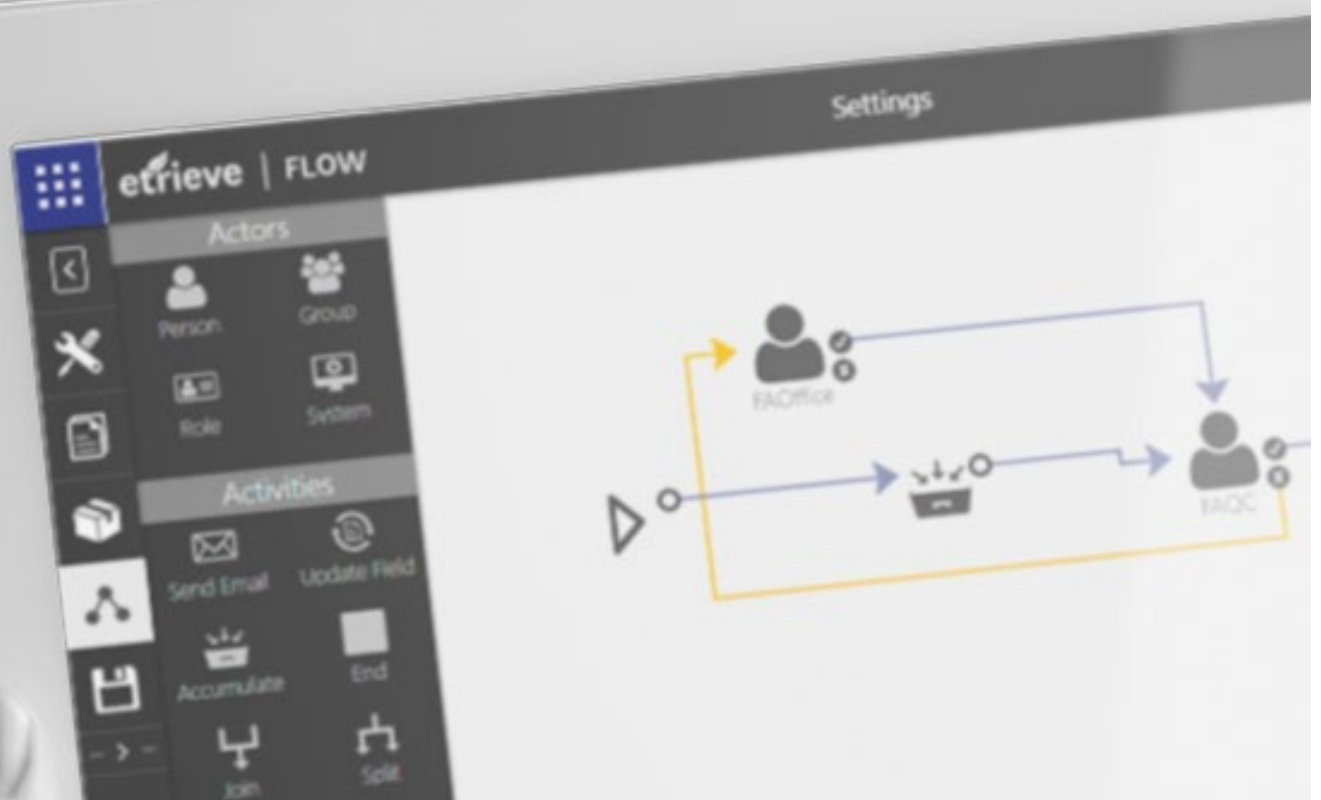 Settings
etrieve | FLOW
Actors
Person
Group
Role
System
FAOffice
Activities
FAQC
Send Email
Update Field
Accumulate
End
Join
Split